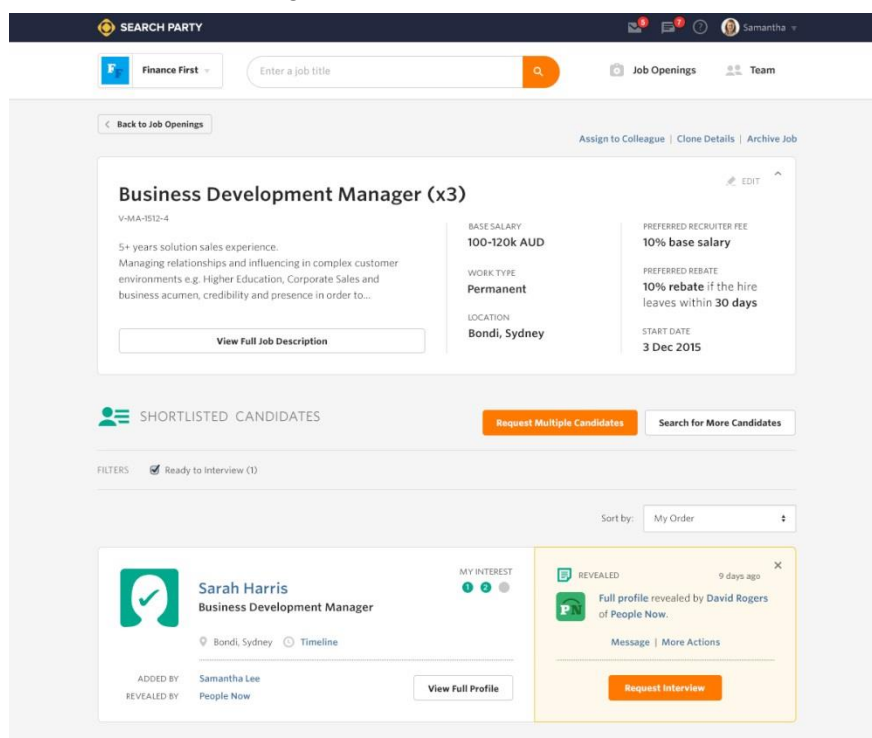 SEARCH PARTY
5
7
?
Samantha
FF
Finance First
Enter a job title
Job Openings
Team
Back to Job Openings
Assign to Colleague | Clone Details | Archive Job
Business Development Manager (x3)
EDIT
V-MA-1512-4
5+ years solution sales experience.
Managing relationships and influencing in complex customer
environments e.g. Higher Education, Corporate Sales and
business acumen, credibility and presence in order to...
View Full Job Description
BASE SALARY
100-120k AUD
WORK TYPE
Permanent
LOCATION
Bondi, Sydney
PREFERRED RECRUITER FEE
10% base salary
PREFERRED REBATE
10% rebate if the hire
leaves within 30 days
START DATE
3 Dec 2015
SHORTLISTED CANDIDATES
Request Multiple Candidates
Search for More Candidates
FILTERS
Ready to Interview (1)
Sort by:
My Order
Sarah Harris
Business Development Manager
MY INTEREST
1 2
Bondi, Sydney
Timeline
ADDED BY Samantha Lee
REVEALED BY People Now
View Full Profile
REVEALED
9 days ago
PN
Full profile revealed by David Rogers
of People Now.
Message | More Actions
Request Interview